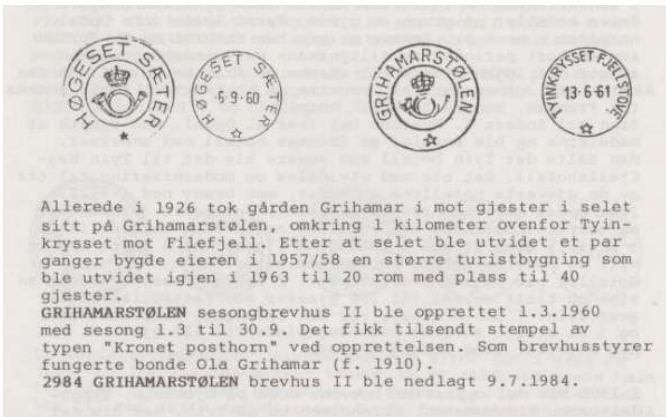 HØGESET SÆTER
HØGESET SÆTER
6-9-60
GRIHAMARSTØLEN
TYINKRYSSET FJELLSTOVE
13-6-61
Allerede i 1926 tok gården Grihamar i mot gjester i selet
sitt på Grihamarstølen, omkring 1 kilometer ovenfor Tyin-
krysset mot Filefjell. Etter at selet ble utvidet et par
ganger bygde eieren i 1957/58 en større turistbygning som
ble utvidet igjen i 1963 til 20 rom med plass til 40
gjester.
GRIHAMARSTØLEN sesongbrevhus II ble opprettet 1.3.1960
med sesong 1.3 til 30.9. Det fikk tilsendt stempel av
typen "Kronet posthorn" ved opprettelsen. Som brevhusstyrer
fungerte bonde Ola Grihamar (f. 1910).
2984 GRIHAMARSTØLEN brevhus II ble nedlagt 9.7.1984.